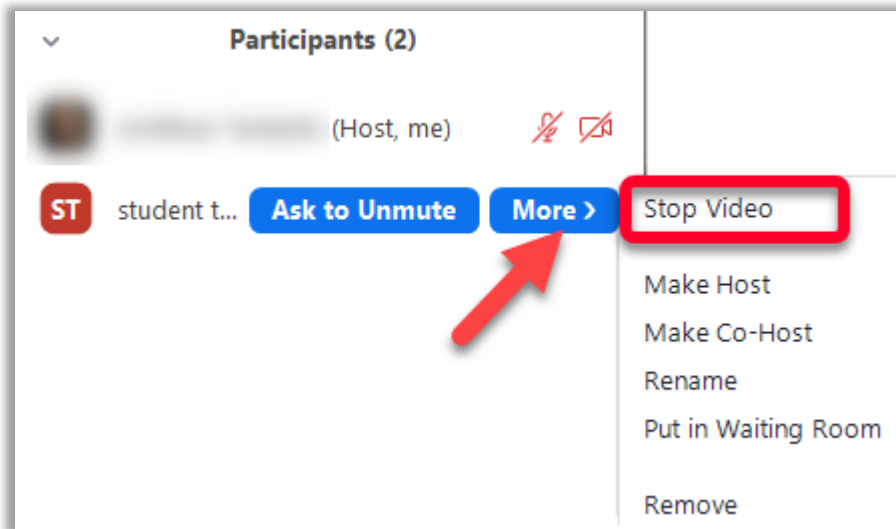 Participants (2)
(Host, me)
ST student t... Ask to Unmute More >
Stop Video
Make Host
Make Co-Host
Rename
Put in Waiting Room
Remove